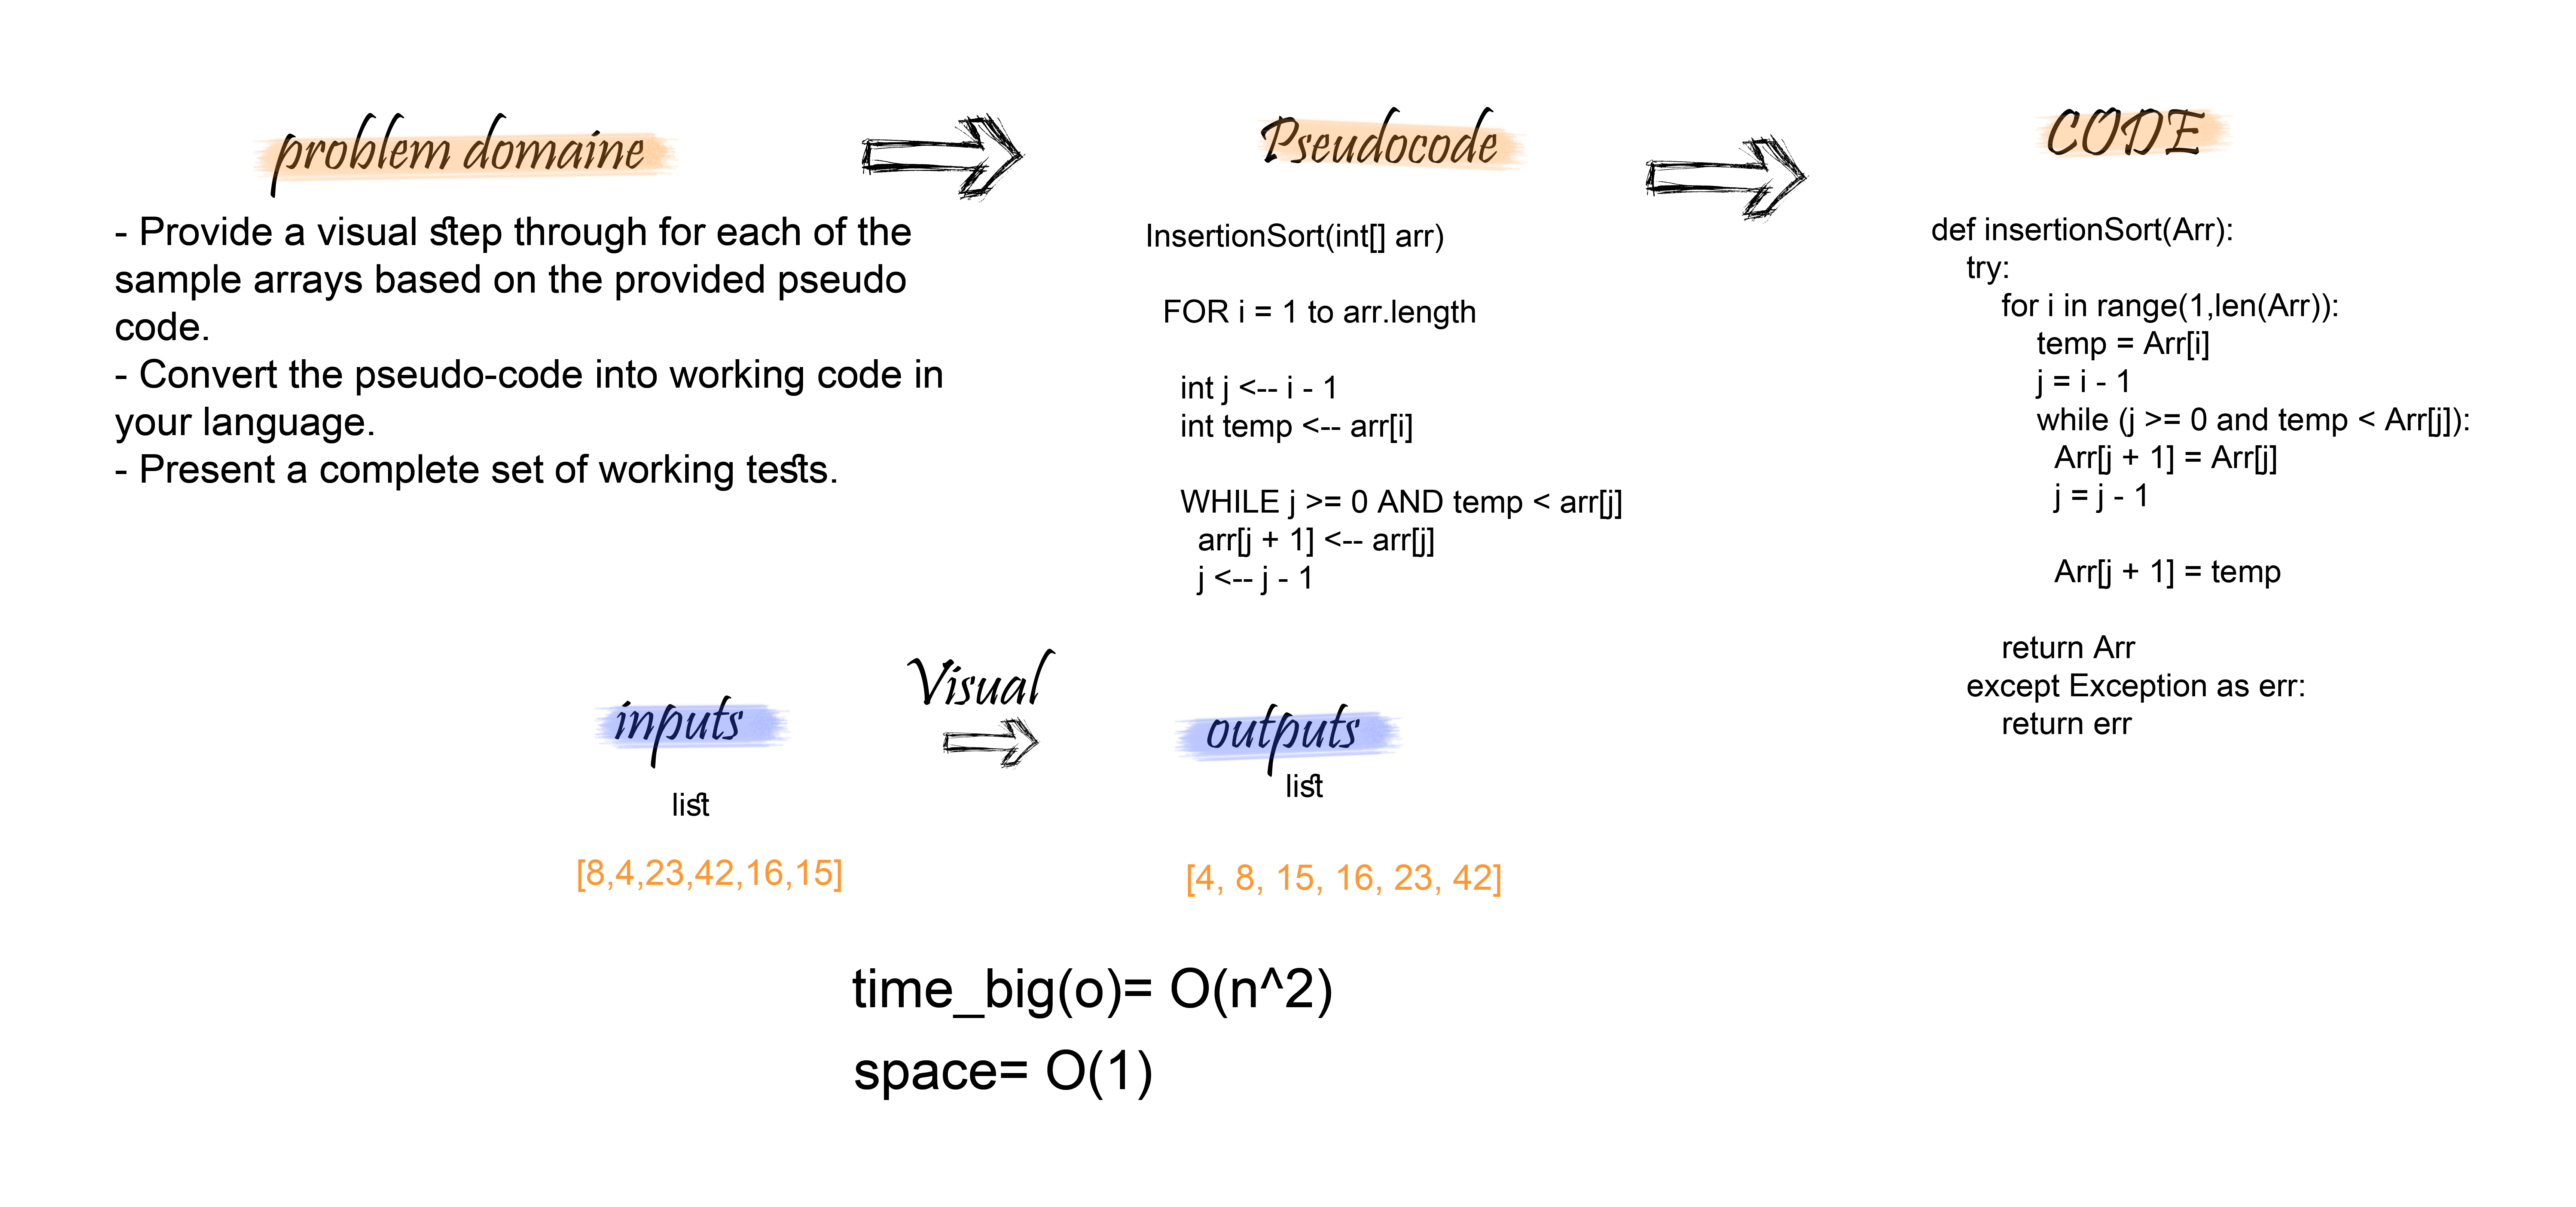 problem domaine
- Provide a visual step through for each of the
sample arrays based on the provided pseudo
code.
- Convert the pseudo-code into working code in
your language.
- Present a complete set of working tests.
Pseudocode
InsertionSort(int[] arr)
FOR i = 1 to arr.length
int j <-- i - 1
int temp <-- arr[i]
WHILE j >= 0 AND temp < arr[j]
arr[j + 1] <-- arr[j]
j <-- j - 1
CODE
def insertionSort(Arr):
try:
for i in range(1,len(Arr)):
temp = Arr[i]
j = i - 1
while (j >= 0 and temp < Arr[j]):
Arr[j + 1] = Arr[j]
j = j - 1
Arr[j + 1] = temp
return Arr
except Exception as err:
return err
Visual
inputs
list
[8,4,23,42,16,15]
outputs
list
[4, 8, 15, 16, 23, 42]
time_big(o)= O(n^2)
space= O(1)